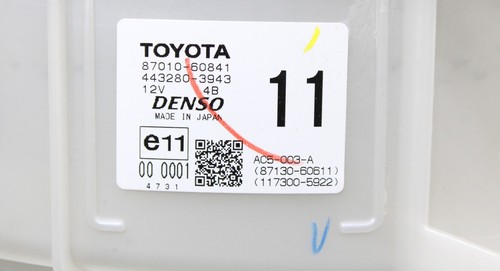 TOYOTA
87010-60841
443280-3943
12V 4B
DENSO
MADE IN JAPAN
11
e11
00 0001
4731
AC5-003-A
(87130-60611)
(117300-5922)
V